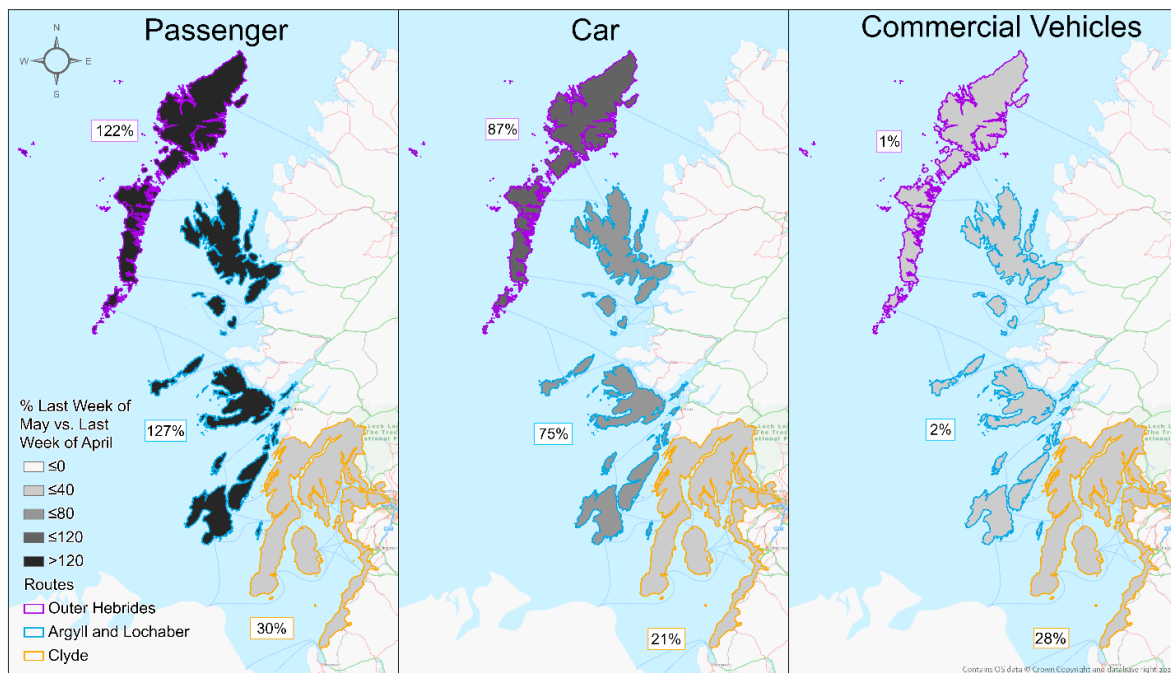 Passenger
Car
Commercial Vehicles
N
W
E
S
122%
87%
1%
127%
75%
2%
30%
21%
28%
% Last Week of
May vs. Last
Week of April
≤0
≤40
≤80
≤120
>120
Routes
Outer Hebrides
Argyll and Lochaber
Clyde
Contains OS data © Crown Copyright and database right